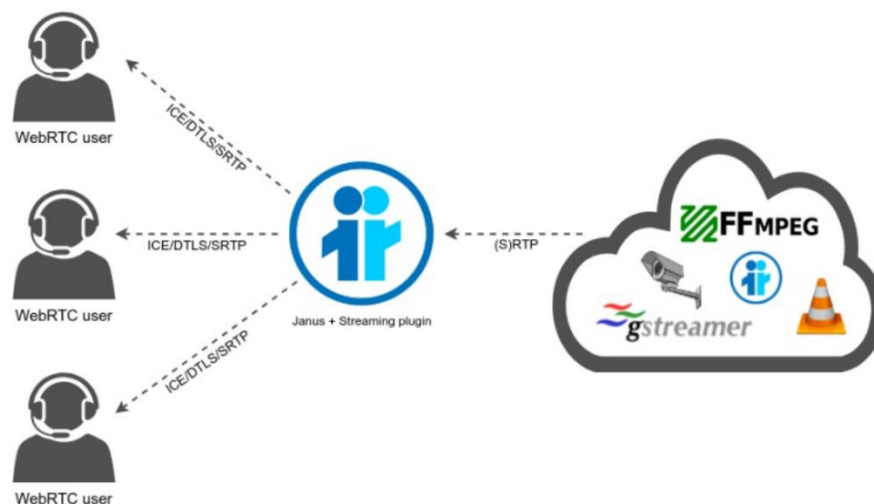 WebRTC user
ICE/DTLS/SRTP
WebRTC user
ICE/DTLS/SRTP
Janus + Streaming plugin
ICE/DTLS/SRTP
WebRTC user
(S)RTP
FFMPEG
gstreamer